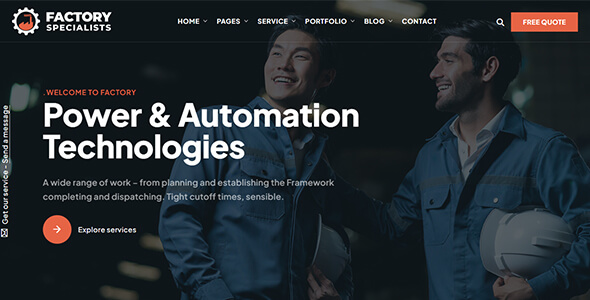 FACTORY
SPECIALISTS
HOME PAGES SERVICE PORTFOLIO BLOG CONTACT
FREE QUOTE
.WELCOME TO FACTORY
Power & Automation
Technologies
A wide range of work – from planning and establishing the Framework
completing and dispatching. Tight cutoff times, sensible.
Explore services
Get our service - Send a message